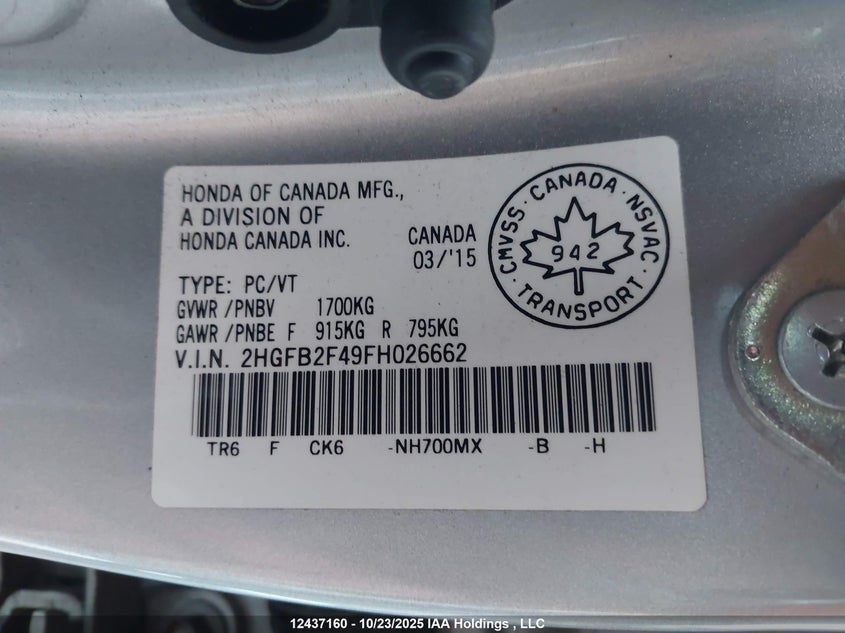 HONDA OF CANADA MFG.,
A DIVISION OF
HONDA CANADA INC.
CANADA
03/'15
CMVSS · CANADA · NSVAC · TRANSPORT ·
942
TYPE: PC/VT
GVWR /PNBV 1700KG
GAWR /PNBE F 915KG R 795KG
V.I.N. 2HGFB2F49FH026662
TR6 F CK6 -NH700MX -B -H
12437160 - 10/23/2025 IAA Holdings , LLC